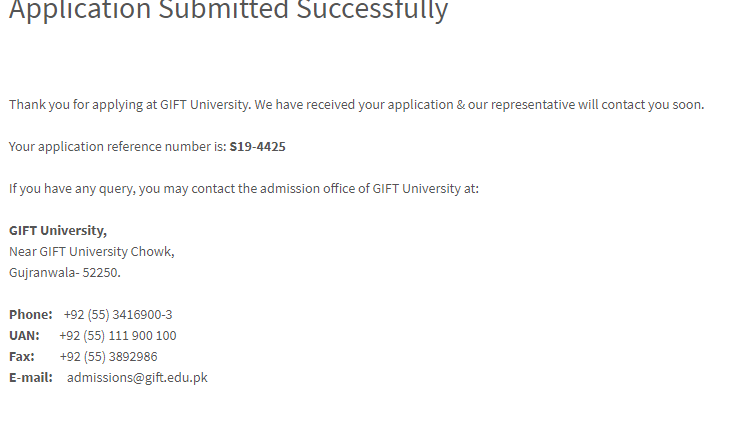 Application Submitted Successfully
Thank you for applying at GIFT University. We have received your application & our representative will contact you soon.
Your application reference number is: S19-4425
If you have any query, you may contact the admission office of GIFT University at:
GIFT University,
Near GIFT University Chowk,
Gujranwala- 52250.
Phone: +92 (55) 3416900-3
UAN: +92 (55) 111 900 100
Fax: +92 (55) 3892986
E-mail: admissions@gift.edu.pk